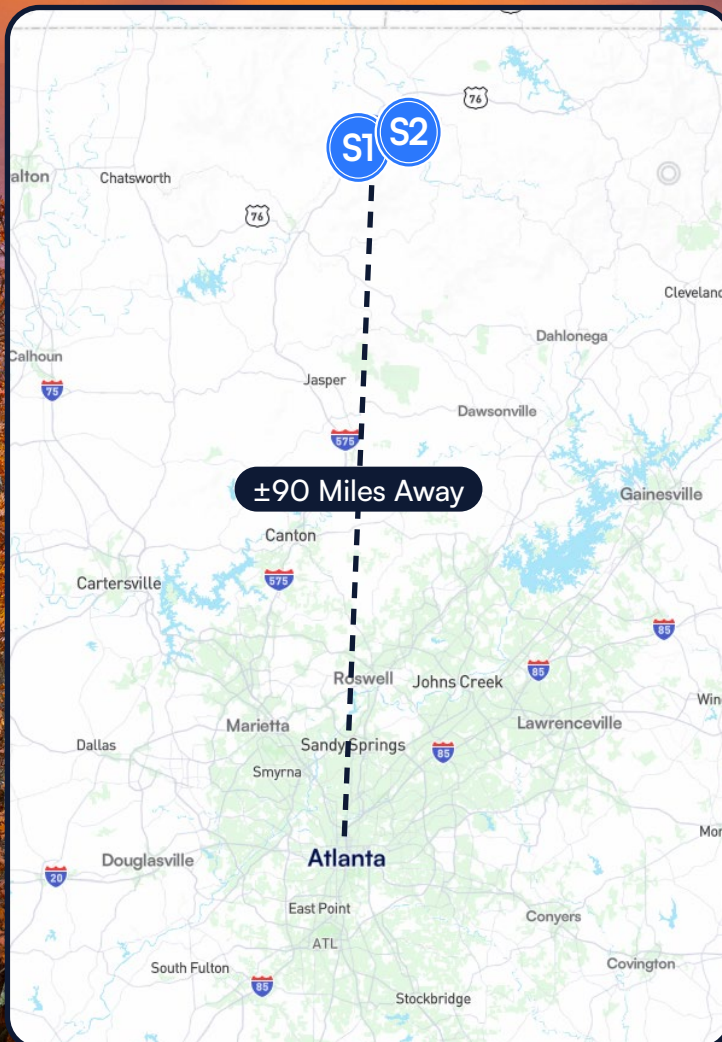 76
S1
S2
alton
Chatsworth
76
Cleveland
Dahlonega
Calhoun
Jasper
75
Dawsonville
575
±90 Miles Away
Gainesville
Canton
575
Cartersville
85
85
Roswell
Johns Creek
Win
Marietta
Lawrenceville
Dallas
Sandy Springs
85
Smyrna
Mor
Atlanta
Douglasville
20
East Point
Conyers
ATL
Covington
South Fulton
85
Stockbridge